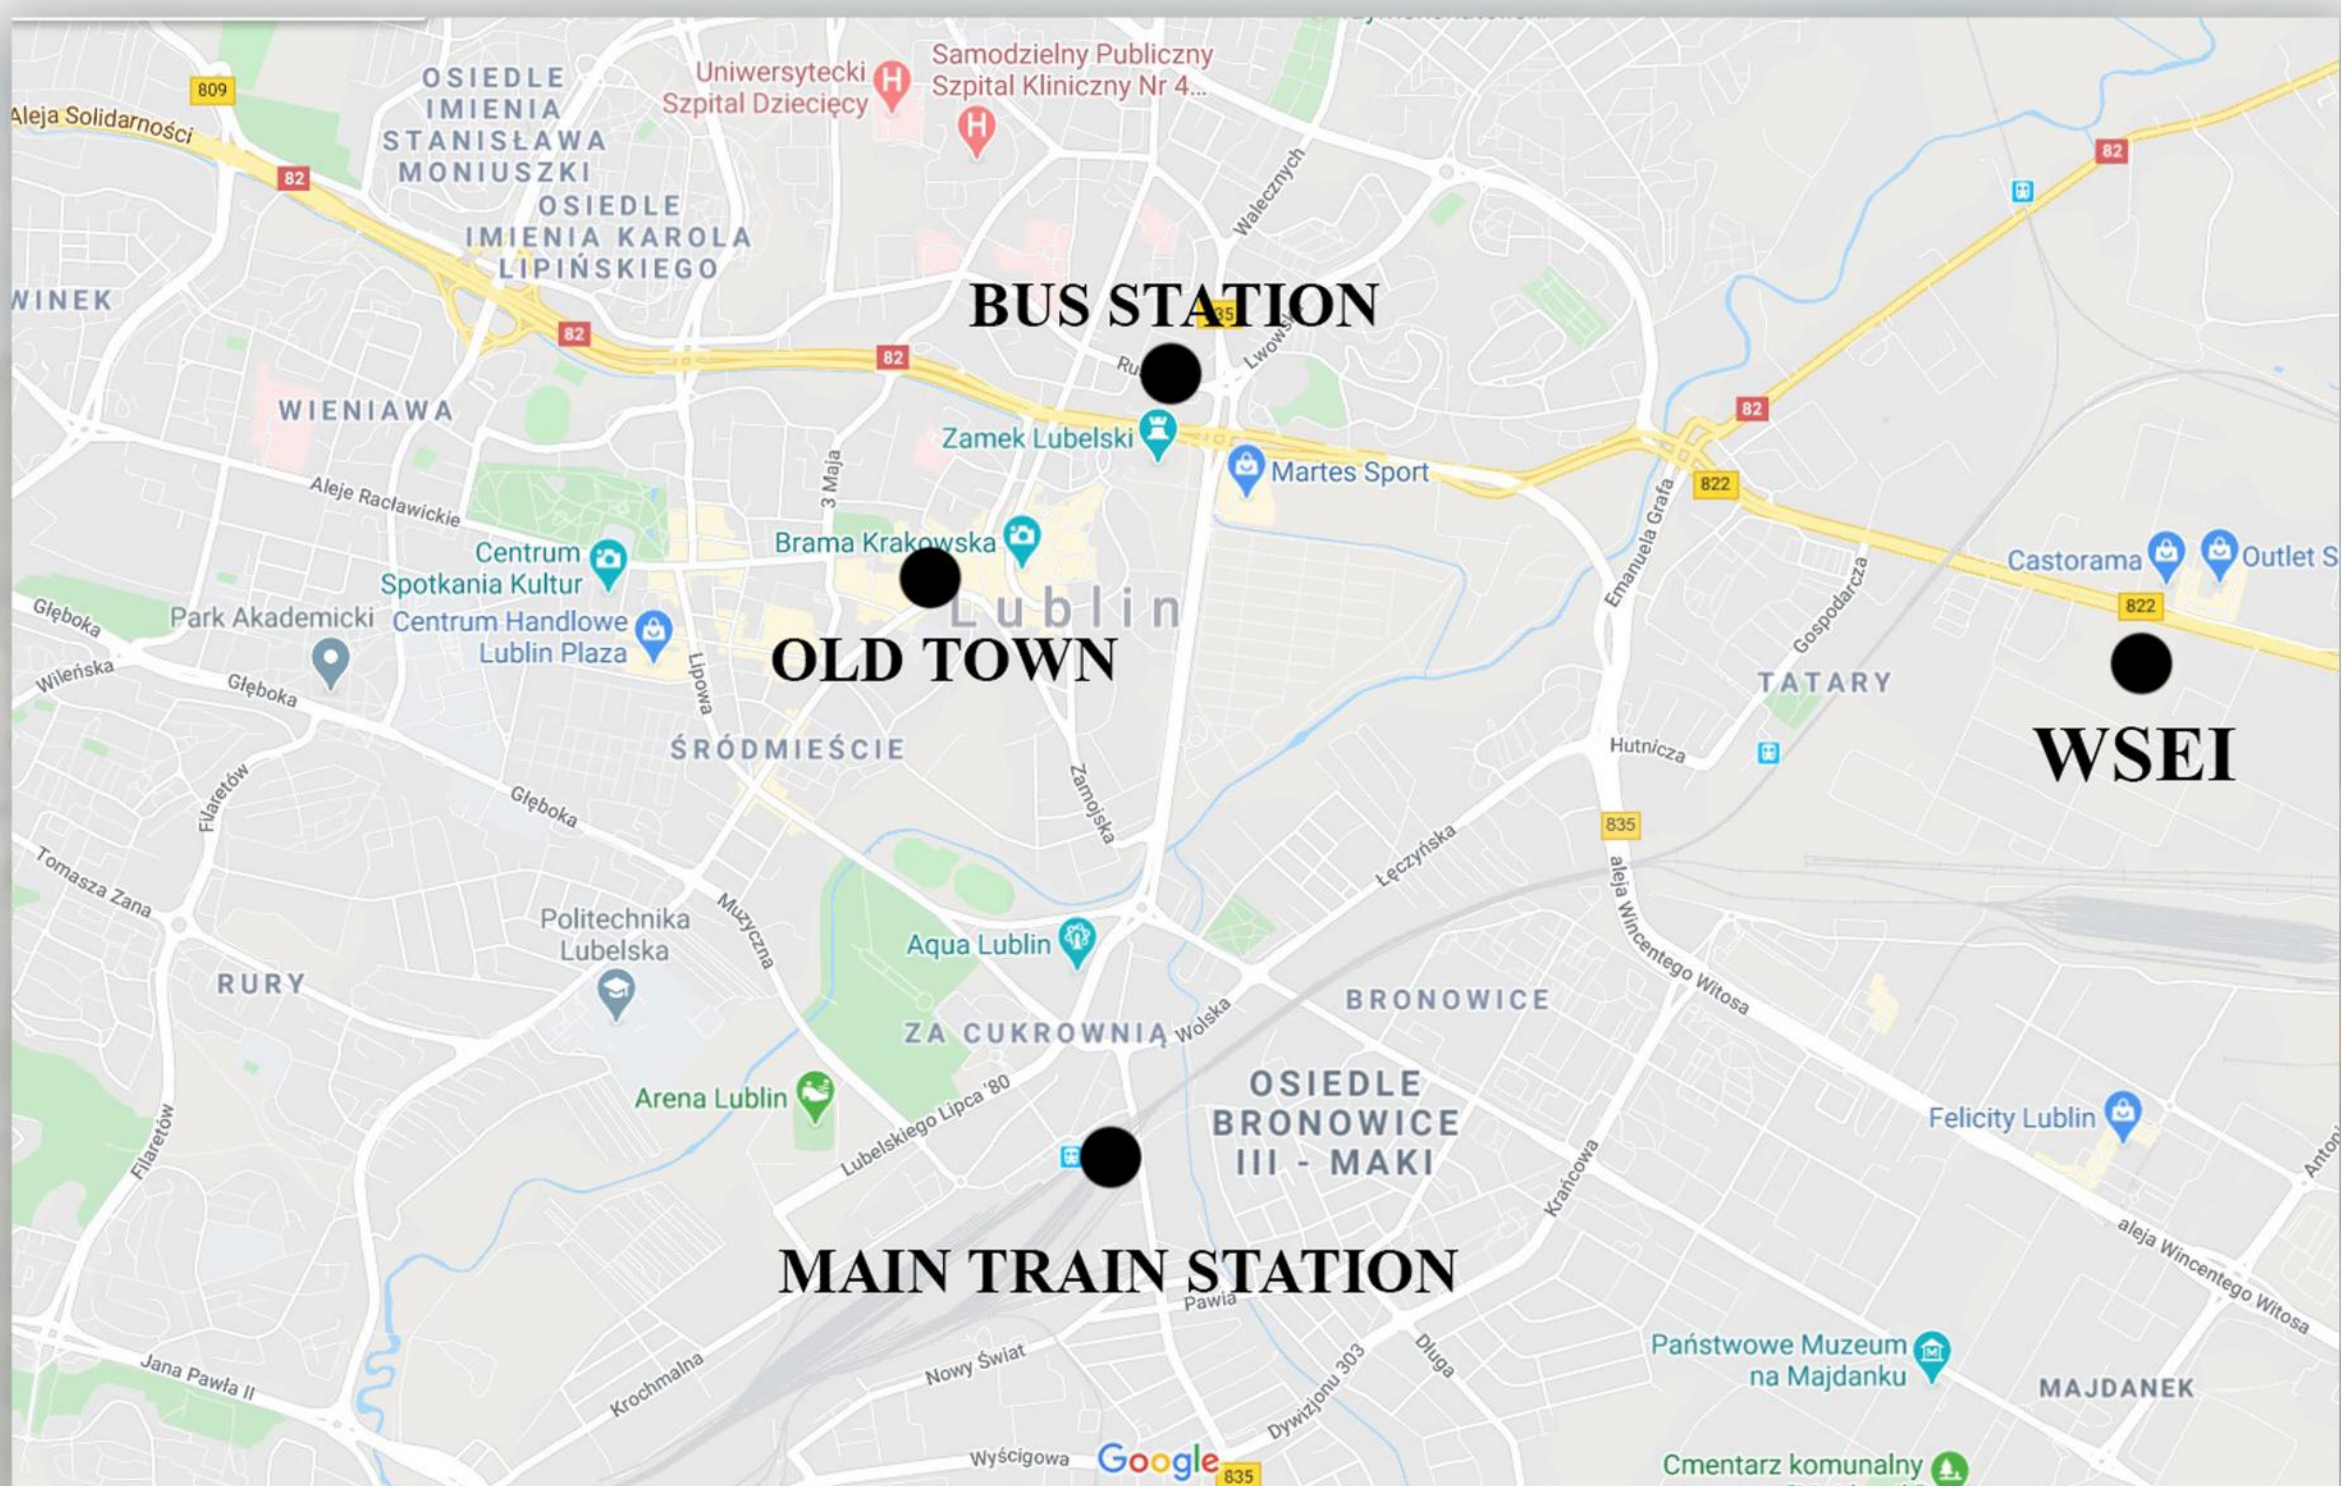 809
Aleja Solidarności
82
OSIEDLE
IMIENIA
STANISŁAWA
MONIUSZKI
OSIEDLE
IMIENIA KAROLA
LIPIŃSKIEGO
Uniwersytecki
Szpital Dziecięcy
H
Samodzielny Publiczny
Szpital Kliniczny Nr 4...
H
Walecznych
82
WINEK
82
82
BUS STATION
35
Lwowsk
Ru
WIENIAWA
Zamek Lubelski
Martes Sport
82
822
Aleje Racławickie
3 Maja
Emanuela Grafa
Centrum
Spotkania Kultur
Brama Krakowska
Castorama
Outlet S
822
Głęboka
Park Akademicki
Centrum Handlowe
Lublin Plaza
Lublin
OLD TOWN
Gospodarcza
TATARY
WSEI
Wileńska
Głęboka
Lipowa
ŚRÓDMIEŚCIE
Zamojska
Hutnicza
835
Filaretów
Głęboka
Łęczyńska
Tomasza Zana
Muzyczna
Politechnika
Lubelska
Aqua Lublin
aleja Wincentego Witosa
RURY
ZA CUKROWNIĄ
Wolska
BRONOWICE
Arena Lublin
Lubelskiego Lipca '80
OSIEDLE
BRONOWICE
III - MAKI
Felicity Lublin
Filaretów
Krańcowa
Anton
MAIN TRAIN STATION
Pawia
aleja Wincentego Witosa
Jana Pawła II
Krochmalna
Nowy Świat
Długa
Dywizjonu 303
Państwowe Muzeum
na Majdanku
MAJDANEK
Wyścigowa
Google
835
Cmentarz komunalny